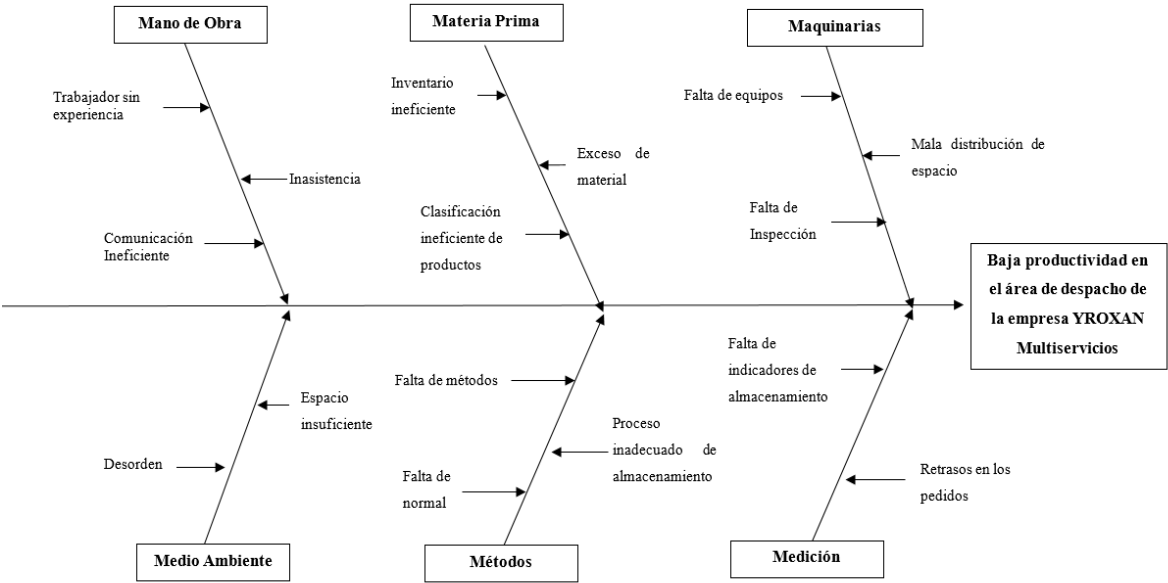 Mano de Obra
Materia Prima
Maquinarias
Trabajador sin
experiencia
Inasistencia
Comunicación
Ineficiente
Inventario
ineficiente
Exceso de
material
Clasificación
ineficiente de
productos
Falta de equipos
Mala distribución de
espacio
Falta de
Inspección
Baja productividad en
el área de despacho de
la empresa YROXAN
Multiservicios
Espacio
insuficiente
Desorden
Falta de métodos
Proceso
inadecuado de
almacenamiento
Falta de
normal
Falta de
indicadores de
almacenamiento
Retrasos en los
pedidos
Medio Ambiente
Métodos
Medición